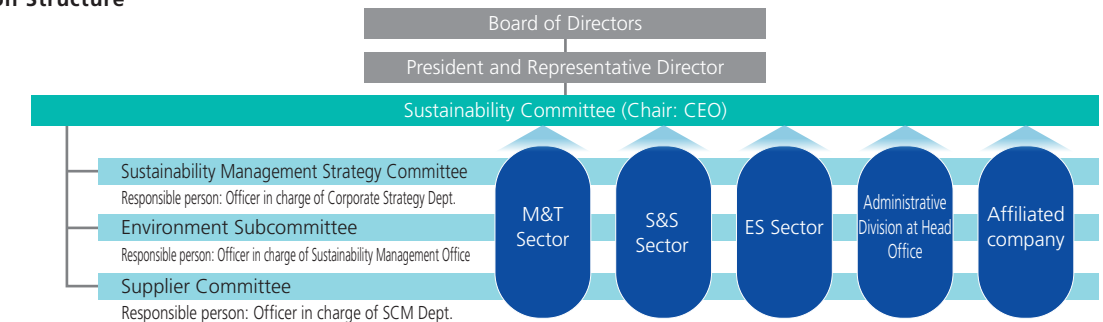 on Structure
Board of Directors
President and Representative Director
Sustainability Committee (Chair: CEO)
Sustainability Management Strategy Committee
Responsible person: Officer in charge of Corporate Strategy Dept.
Environment Subcommittee
Responsible person: Officer in charge of Sustainability Management Office
Supplier Committee
Responsible person: Officer in charge of SCM Dept.
M&T
Sector
S&S
Sector
ES Sector
Administrative
Division at Head
Office
Affiliated
company